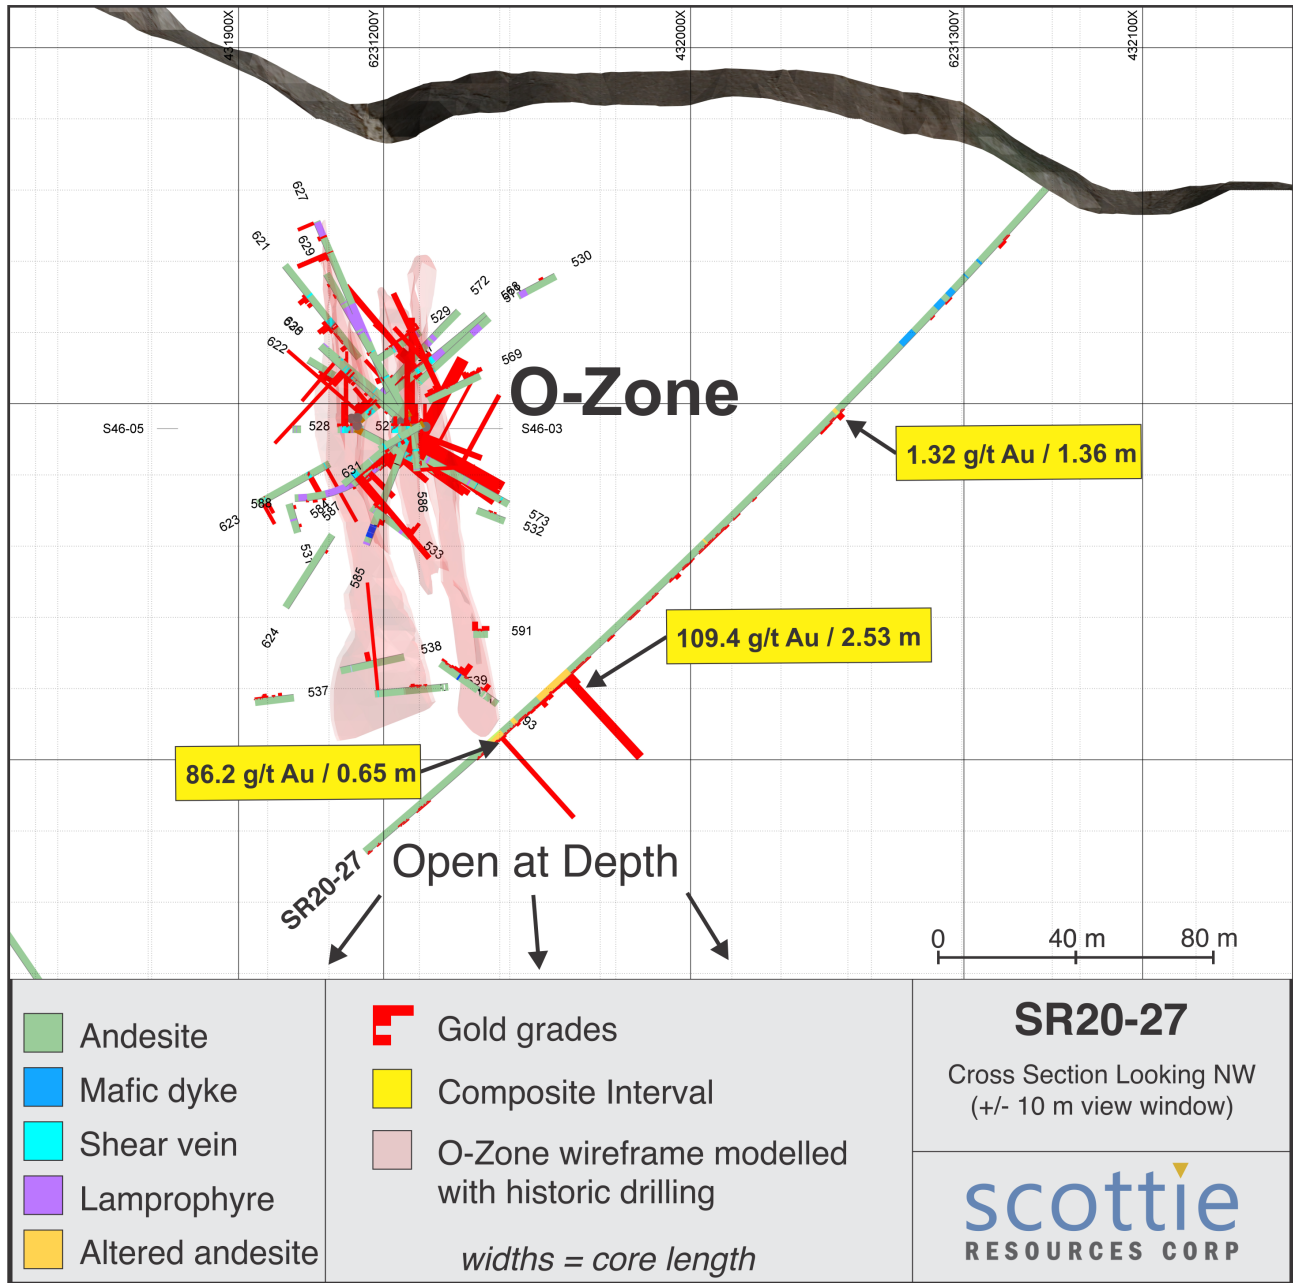 431900X
6231200Y
432000X
6231300Y
432100X
627
621
629
572
530
529
622
569
O-Zone
S46-05
528
S46-03
1.32 g/t Au / 1.36 m
631
588
584
587
623
586
573
532
533
585
624
591
109.4 g/t Au / 2.53 m
538
537
86.2 g/t Au / 0.65 m
SR20-27
Open at Depth
0 40 m 80 m
Andesite
Mafic dyke
Shear vein
Lamprophyre
Altered andesite
Gold grades
Composite Interval
O-Zone wireframe modelled
with historic drilling
widths = core length
SR20-27
Cross Section Looking NW
(+/- 10 m view window)
scottie
RESOURCES CORP